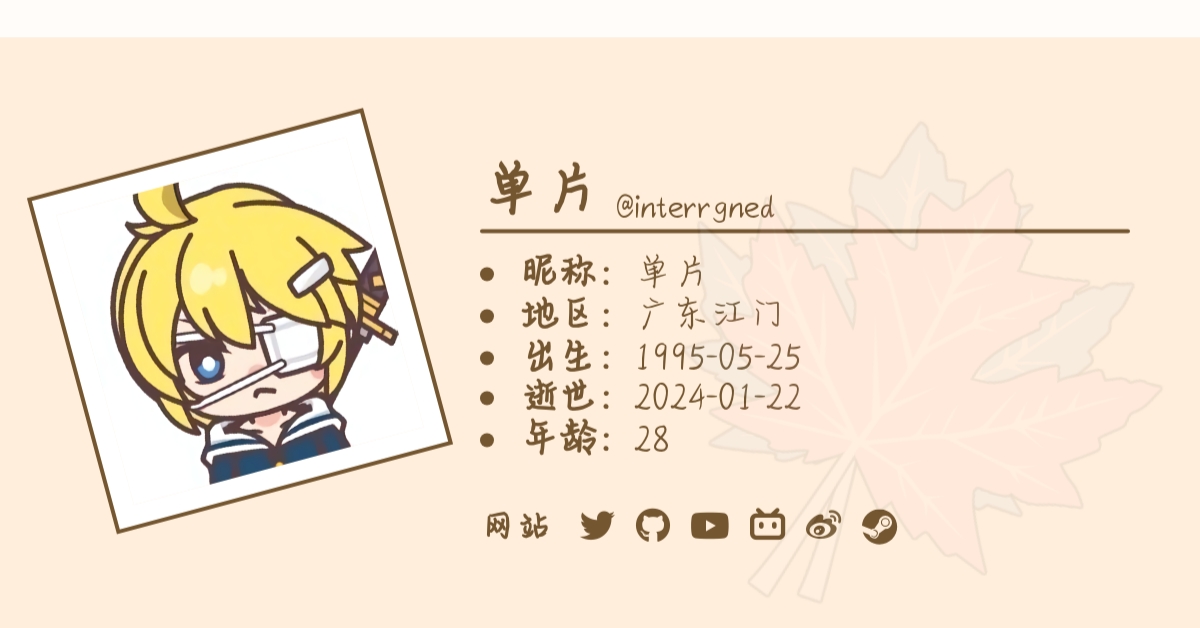 单片 @interrgned
昵称：单片
地区：广东江门
出生：1995-05-25
逝世：2024-01-22
年龄：28
网站